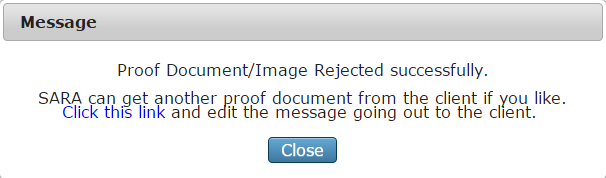 Message
Proof Document/Image Rejected successfully.
SARA can get another proof document from the client if you like.
Click this link and edit the message going out to the client.
Close